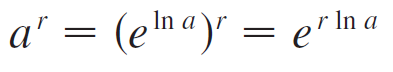 a^r = (e^{ln a})^r = e^{r ln a}